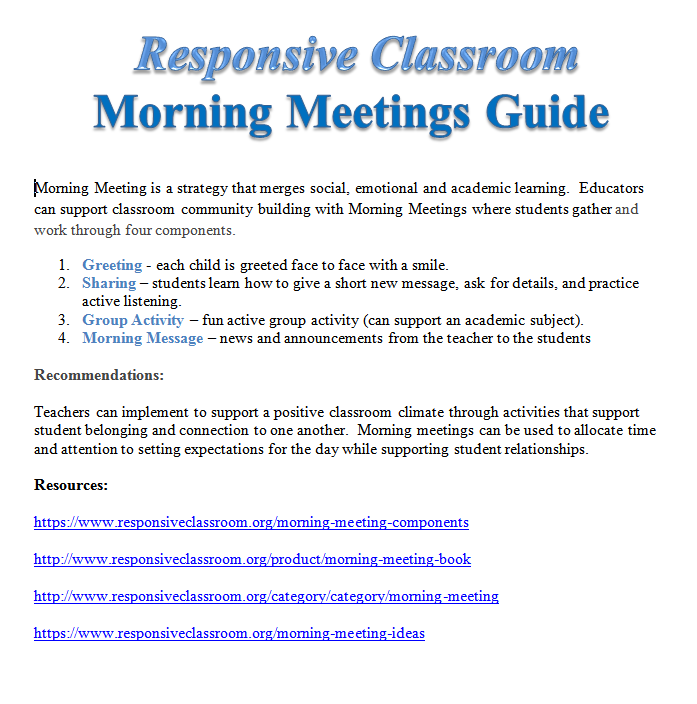 Responsive Classroom
Morning Meetings Guide
Morning Meeting is a strategy that merges social, emotional and academic learning.  Educators
can support classroom community building with Morning Meetings where students gather and
work through four components.
1. Greeting - each child is greeted face to face with a smile.
2. Sharing – students learn how to give a short new message, ask for details, and practice
active listening.
3. Group Activity – fun active group activity (can support an academic subject).
4. Morning Message – news and announcements from the teacher to the students
Recommendations:
Teachers can implement to support a positive classroom climate through activities that support
student belonging and connection to one another.  Morning meetings can be used to allocate time
and attention to setting expectations for the day while supporting student relationships.
Resources:
https://www.responsiveclassroom.org/morning-meeting-components
http://www.responsiveclassroom.org/product/morning-meeting-book
http://www.responsiveclassroom.org/category/category/morning-meeting
https://www.responsiveclassroom.org/morning-meeting-ideas